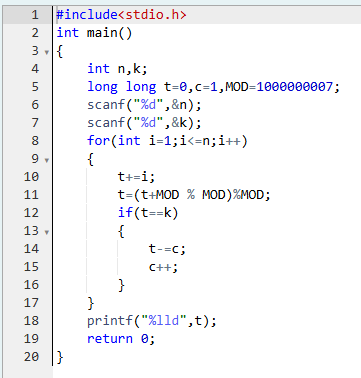 1 #include<stdio.h>
2 int main()
3 {
4 int n,k;
5 long long t=0,c=1,MOD=1000000007;
6 scanf("%d",&n);
7 scanf("%d",&k);
8 for(int i=1;i<=n;i++)
9 {
10 t+=i;
11 t=(t+MOD % MOD)%MOD;
12 if(t==k)
13 {
14 t-=c;
15 c++;
16 }
17 }
18 printf("%lld",t);
19 return 0;
20 }